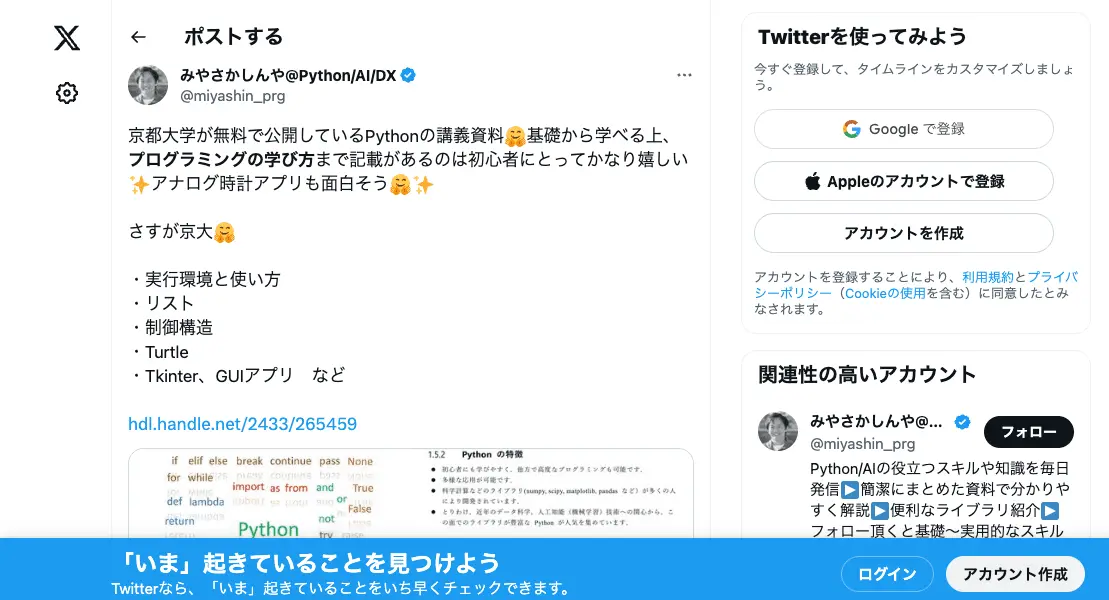 ポストする
みやさかしんや@Python/AI/DX
@miyashin_prg
京都大学が無料で公開しているPythonの講義資料🤗基礎から学べる上、
プログラミングの学び方まで記載があるのは初心者にとってかなり嬉しい
✨アナログ時計アプリも面白そう🤗✨
さすが京大🤗
・実行環境と使い方
・リスト
・制御構造
・Turtle
・Tkinter、GUIアプリ　など
hdl.handle.net/2433/265459
if elif else break continue pass None
for while
import as from and True
def lambda or
return not False
Python
try raise
1.5.2 Python の特徴
● 初心者にも学びやすく、他方で高度なプログラミングも可能です.
● 多様な応用が可能です.
● 科学計算などのライブラリ(numpy, scipy, matplotlib, pandas など) が多くの人
により開発されています.
● とりわけ、近年のデータ科学、人工知能（機械学習）技術への関心から、こ
の面でのライブラリが豊富な Python が人気を集めています.
Twitterを使ってみよう
今すぐ登録して、タイムラインをカスタマイズしましょ
う。
Google で登録
Appleのアカウントで登録
アカウントを作成
アカウントを登録することにより、利用規約とプライバ
シーポリシー（Cookieの使用を含む）に同意したとみ
なされます。
関連性の高いアカウント
みやさかしんや@...
@miyashin_prg
フォロー
Python/AIの役立つスキルや知識を毎日
発信▶️簡潔にまとめた資料で分かりや
すく解説▶️便利なライブラリ紹介▶️
フォロー頂くと基礎〜実用的なスキル
「いま」起きていることを見つけよう
Twitterなら、「いま」起きていることをいち早くチェックできます。
ログイン
アカウント作成